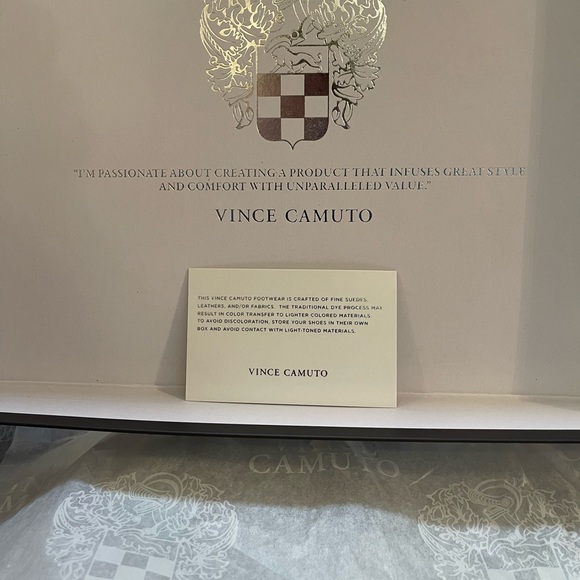 "I'M PASSIONATE ABOUT CREATING A PRODUCT THAT INFUSES GREAT STYLE
AND COMFORT WITH UNPARALLELED VALUE."
VINCE CAMUTO
THIS VINCE CAMUTO FOOTWEAR IS CRAFTED OF FINE SUEDES,
LEATHERS, AND/OR FABRICS. THE TRADITIONAL DYE PROCESS MAY
RESULT IN COLOR TRANSFER TO LIGHTER COLORED MATERIALS.
TO AVOID DISCOLORATION, STORE YOUR SHOES IN THEIR OWN
BOX AND AVOID CONTACT WITH LIGHT-TONED MATERIALS.
VINCE CAMUTO
CAMUTO